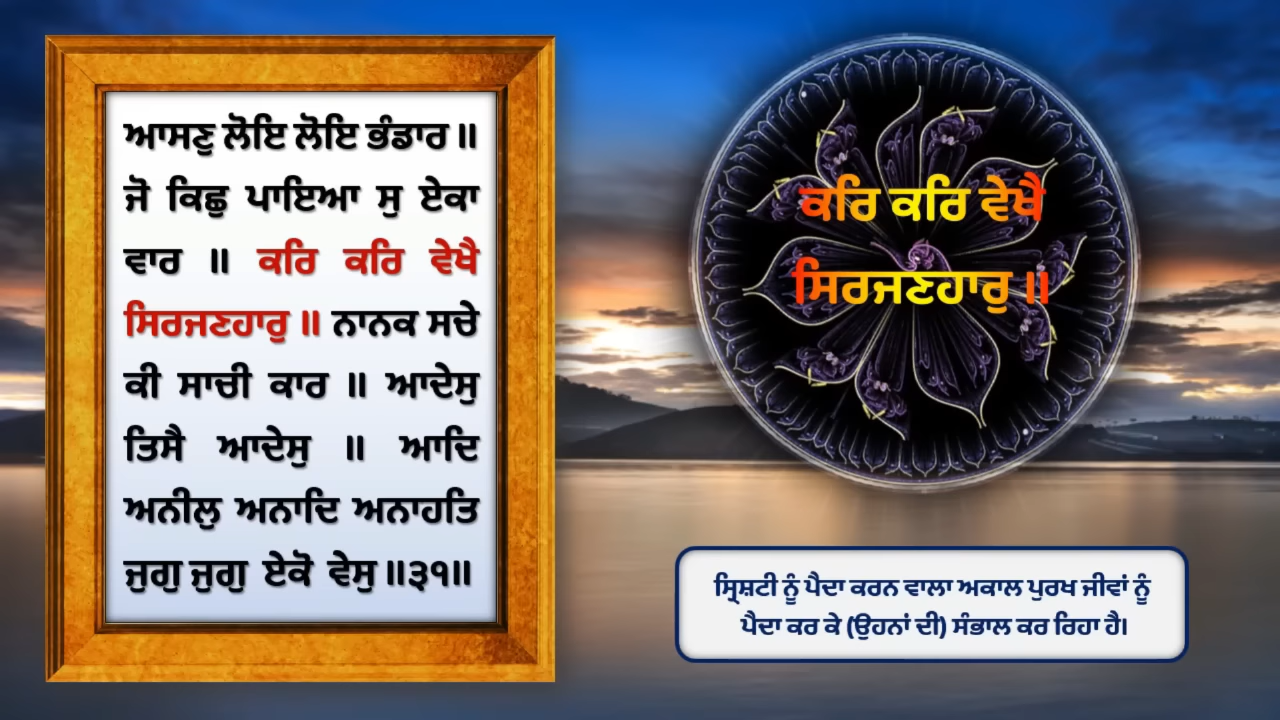 ਆਸਣੁ ਲੋਇ ਲੋਇ ਭੰਡਾਰ ॥
ਜੋ ਕਿਛੁ ਪਾਇਆ ਸੁ ਏਕਾ
ਵਾਰ ॥ ਕਰਿ ਕਰਿ ਵੇਖੈ
ਸਿਰਜਣਹਾਰੁ ॥ ਨਾਨਕ ਸਚੇ
ਕੀ ਸਾਚੀ ਕਾਰ ॥ ਆਦੇਸੁ
ਤਿਸੈ ਆਦੇਸੁ ॥ ਆਦਿ
ਅਨੀਲੁ ਅਨਾਦਿ ਅਨਾਹਤਿ
ਜੁਗੁ ਜੁਗੁ ਏਕੋ ਵੇਸੁ ॥੩੧॥
ਕਰਿ ਕਰਿ ਵੇਖੈ
ਸਿਰਜਣਹਾਰੁ ॥
ਸ੍ਰਿਸ਼ਟੀ ਨੂੰ ਪੈਦਾ ਕਰਨ ਵਾਲਾ ਅਕਾਲ ਪੁਰਖ ਜੀਵਾਂ ਨੂੰ
ਪੈਦਾ ਕਰ ਕੇ (ਉਹਨਾਂ ਦੀ) ਸੰਭਾਲ ਕਰ ਰਿਹਾ ਹੈ।